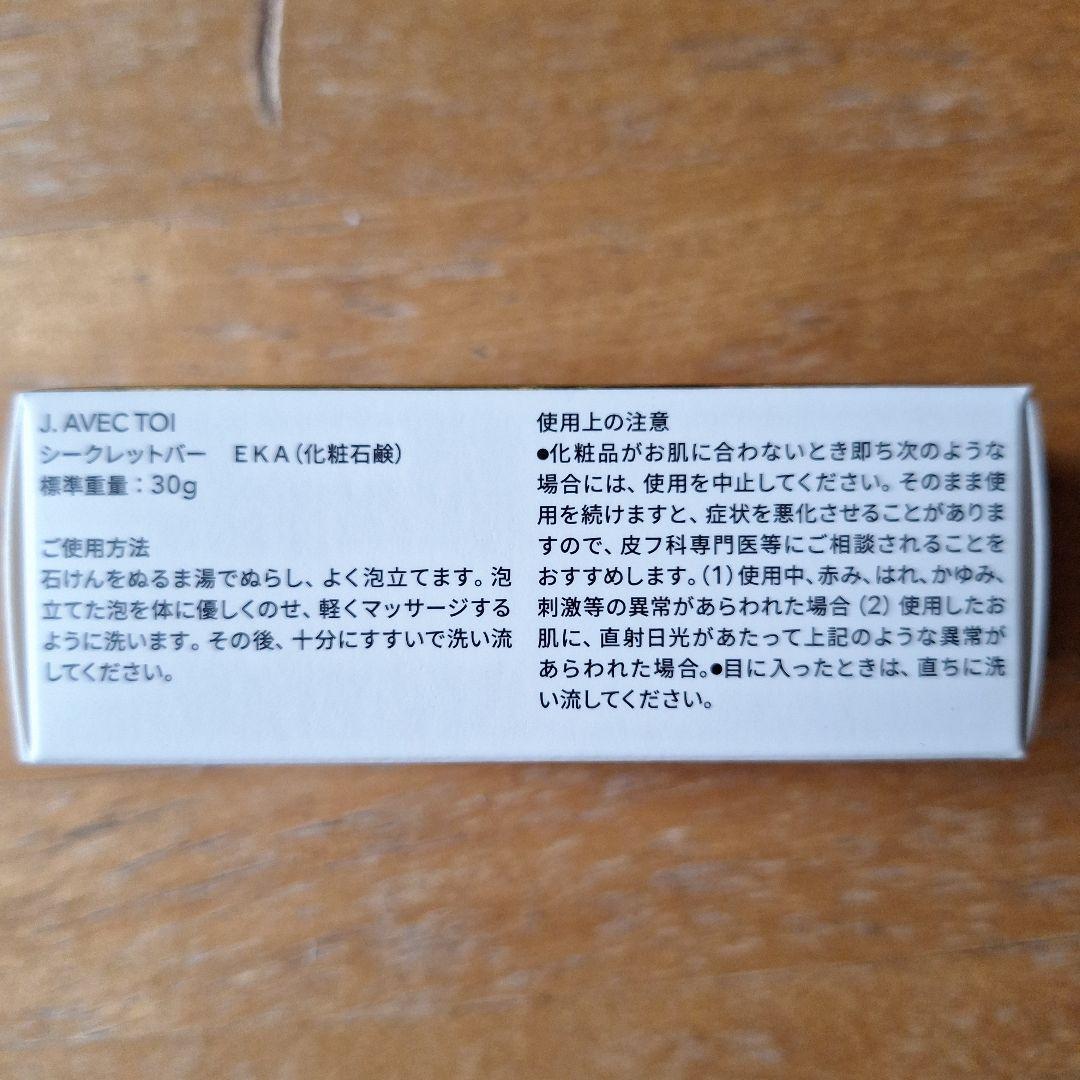 J. AVEC TOI
シークレットバー　EKA（化粧石鹸）
標準重量：30g
ご使用方法
石けんをぬるま湯でぬらし、よく泡立てます。泡
立てた泡を体に優しくのせ、軽くマッサージする
ように洗います。その後、十分にすすいで洗い流
してください。
使用上の注意
●化粧品がお肌に合わないとき即ち次のような
場合には、使用を中止してください。そのまま使
用を続けますと、症状を悪化させることがありま
すので、皮フ科専門医等にご相談されることを
おすすめします。（1）使用中、赤み、はれ、かゆみ、
刺激等の異常があらわれた場合（2）使用したお
肌に、直射日光があたって上記のような異常が
あらわれた場合。●目に入ったときは、直ちに洗
い流してください。